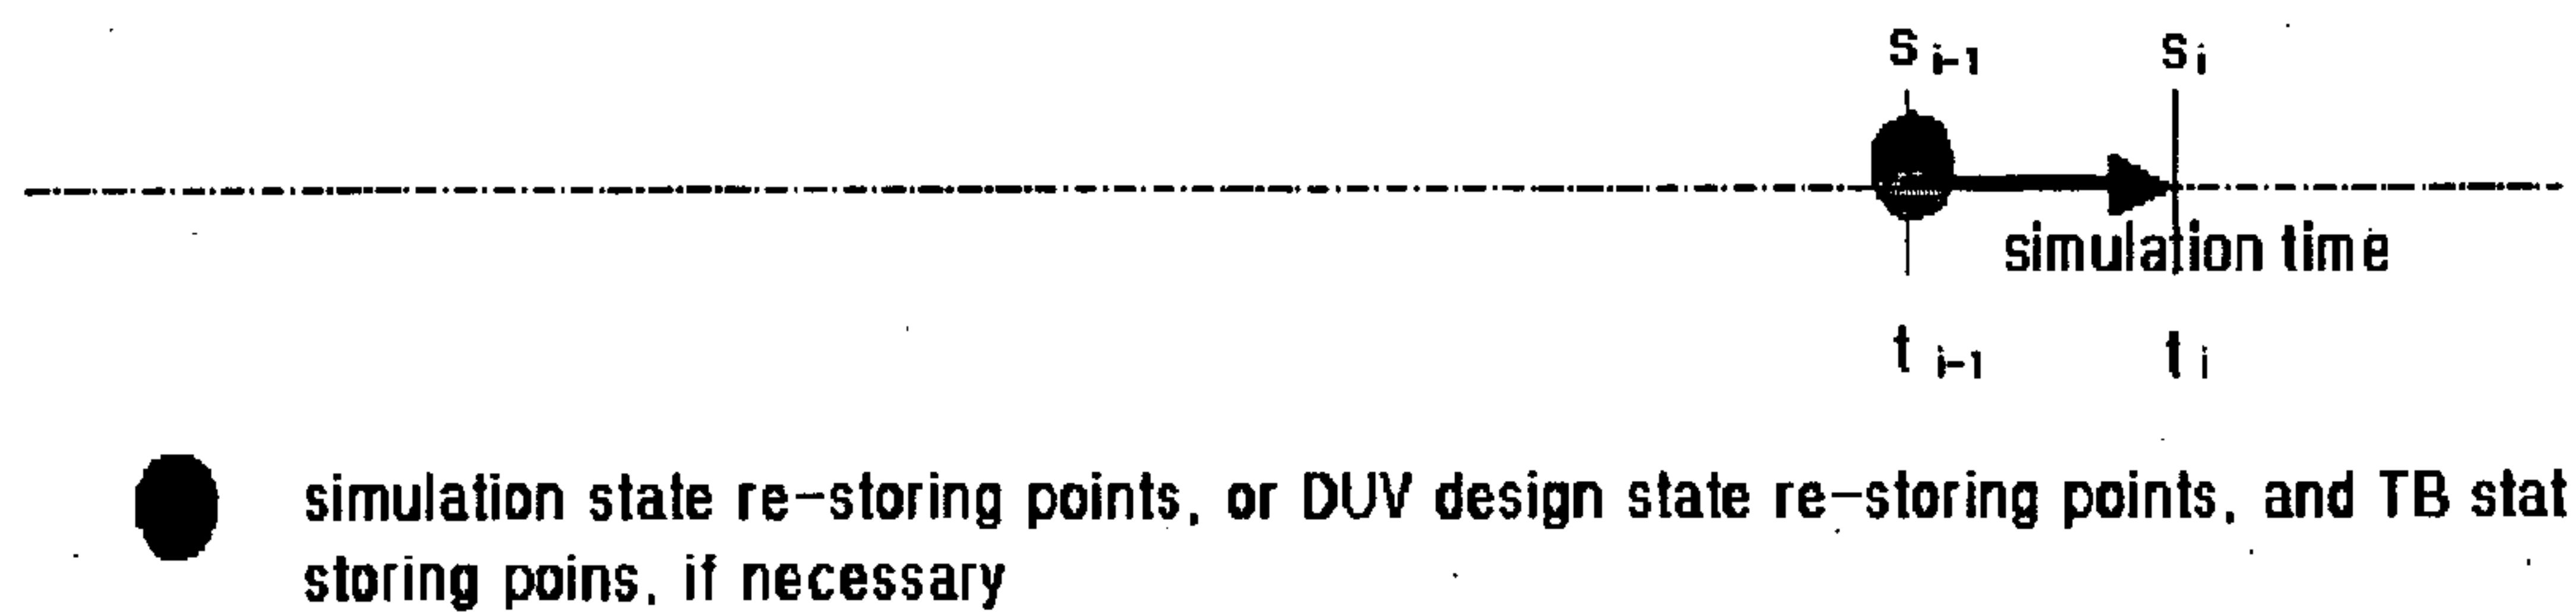 s i-1 s i
simulation time
t i-1 t i
simulation state re-storing points, or DUV design state re-storing points, and TB stat
storing poins, if necessary